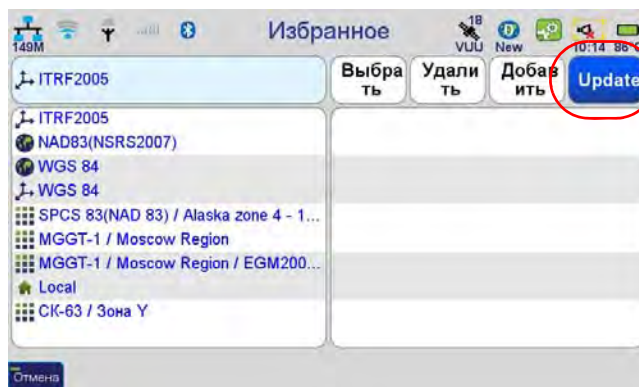 Избранное
18
149M
VUU
New
10:14
ITRF2005
Выбра
ть
Удали
ть
Добав
ить
Update
ITRF2005
NAD83(NSRS2007)
WGS 84
WGS 84
SPCS 83(NAD 83) / Alaska zone 4 - 1...
MGGT-1 / Moscow Region
MGGT-1 / Moscow Region / EGM200...
Local
СК-63 / Зона Y
Отмена